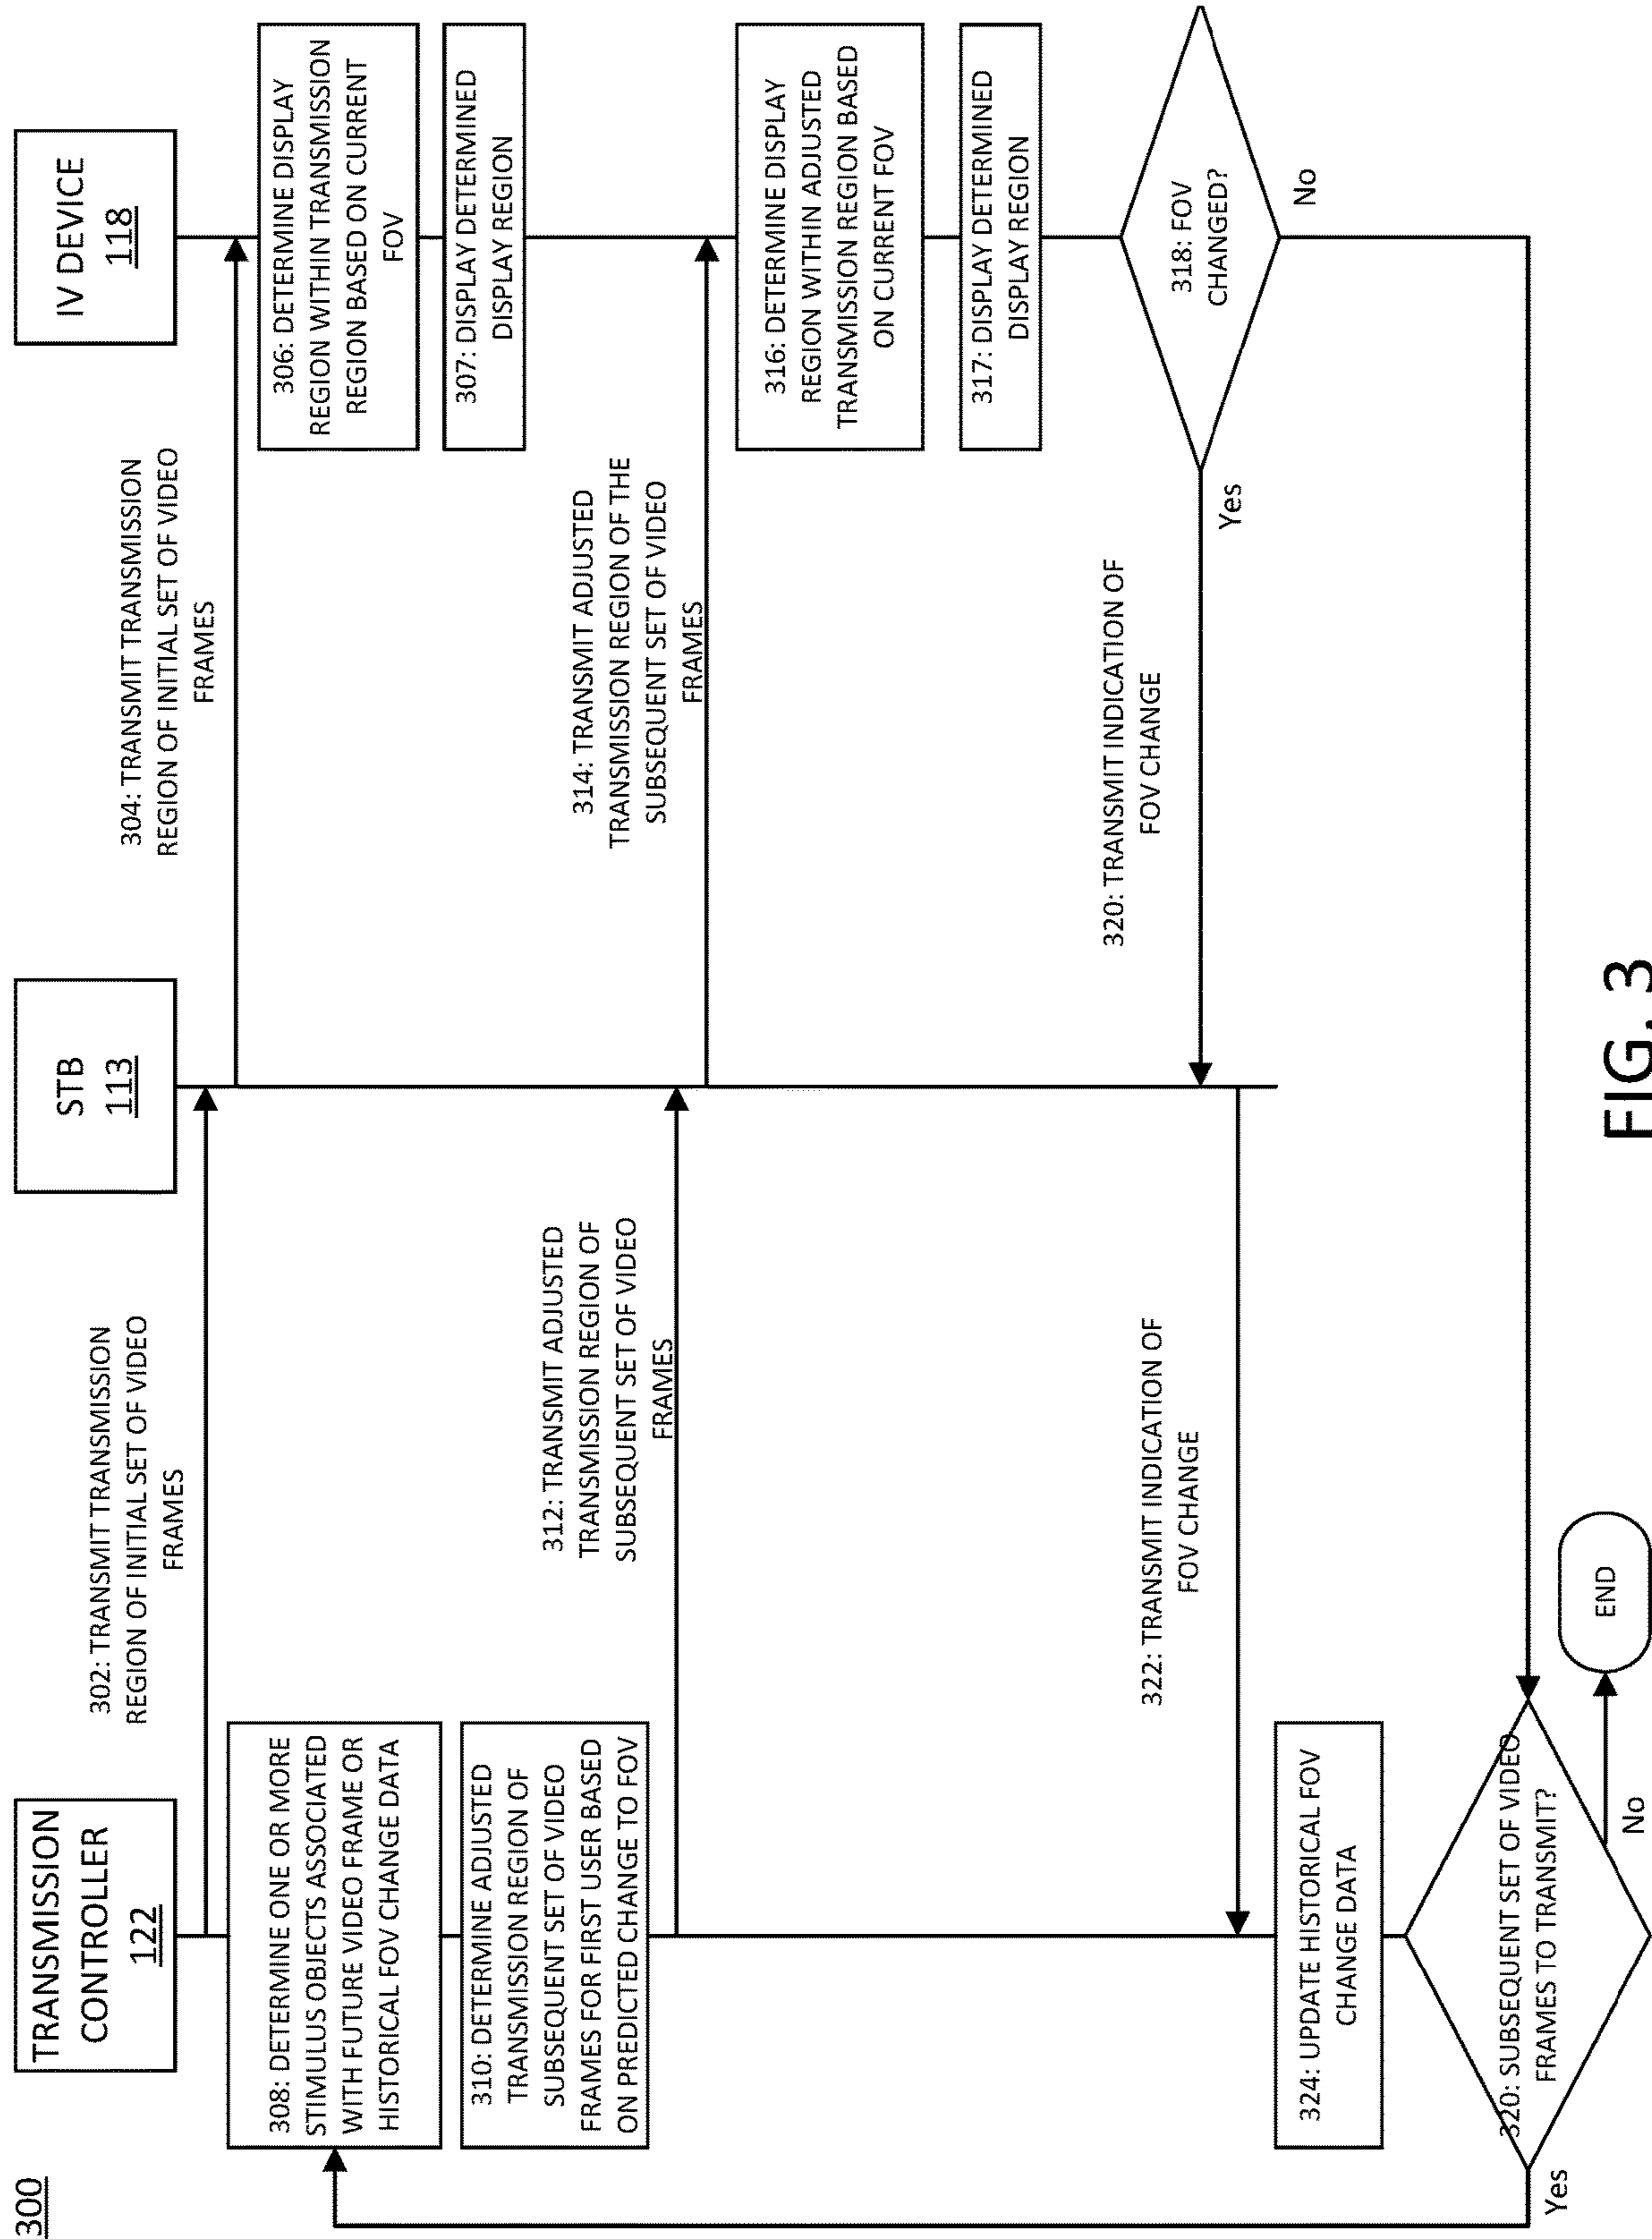 300
TRANSMISSION
CONTROLLER
122
STB
113
IV DEVICE
118
302: TRANSMIT TRANSMISSION
REGION OF INITIAL SET OF VIDEO
FRAMES
304: TRANSMIT TRANSMISSION
REGION OF INITIAL SET OF VIDEO
FRAMES
306: DETERMINE DISPLAY
REGION WITHIN TRANSMISSION
REGION BASED ON CURRENT
FOV
307: DISPLAY DETERMINED
DISPLAY REGION
308: DETERMINE ONE OR MORE
STIMULUS OBJECTS ASSOCIATED
WITH FUTURE VIDEO FRAME OR
HISTORICAL FOV CHANGE DATA
310: DETERMINE ADJUSTED
TRANSMISSION REGION OF
SUBSEQUENT SET OF VIDEO
FRAMES FOR FIRST USER BASED
ON PREDICTED CHANGE TO FOV
312: TRANSMIT ADJUSTED
TRANSMISSION REGION OF
SUBSEQUENT SET OF VIDEO
FRAMES
314: TRANSMIT ADJUSTED
TRANSMISSION REGION OF THE
SUBSEQUENT SET OF VIDEO
FRAMES
316: DETERMINE DISPLAY
REGION WITHIN ADJUSTED
TRANSMISSION REGION BASED
ON CURRENT FOV
317: DISPLAY DETERMINED
DISPLAY REGION
318: FOV
CHANGED?
Yes
No
320: TRANSMIT INDICATION OF
FOV CHANGE
322: TRANSMIT INDICATION OF
FOV CHANGE
324: UPDATE HISTORICAL FOV
CHANGE DATA
320: SUBSEQUENT SET OF VIDEO
FRAMES TO TRANSMIT?
Yes
No
END
FIG. 3